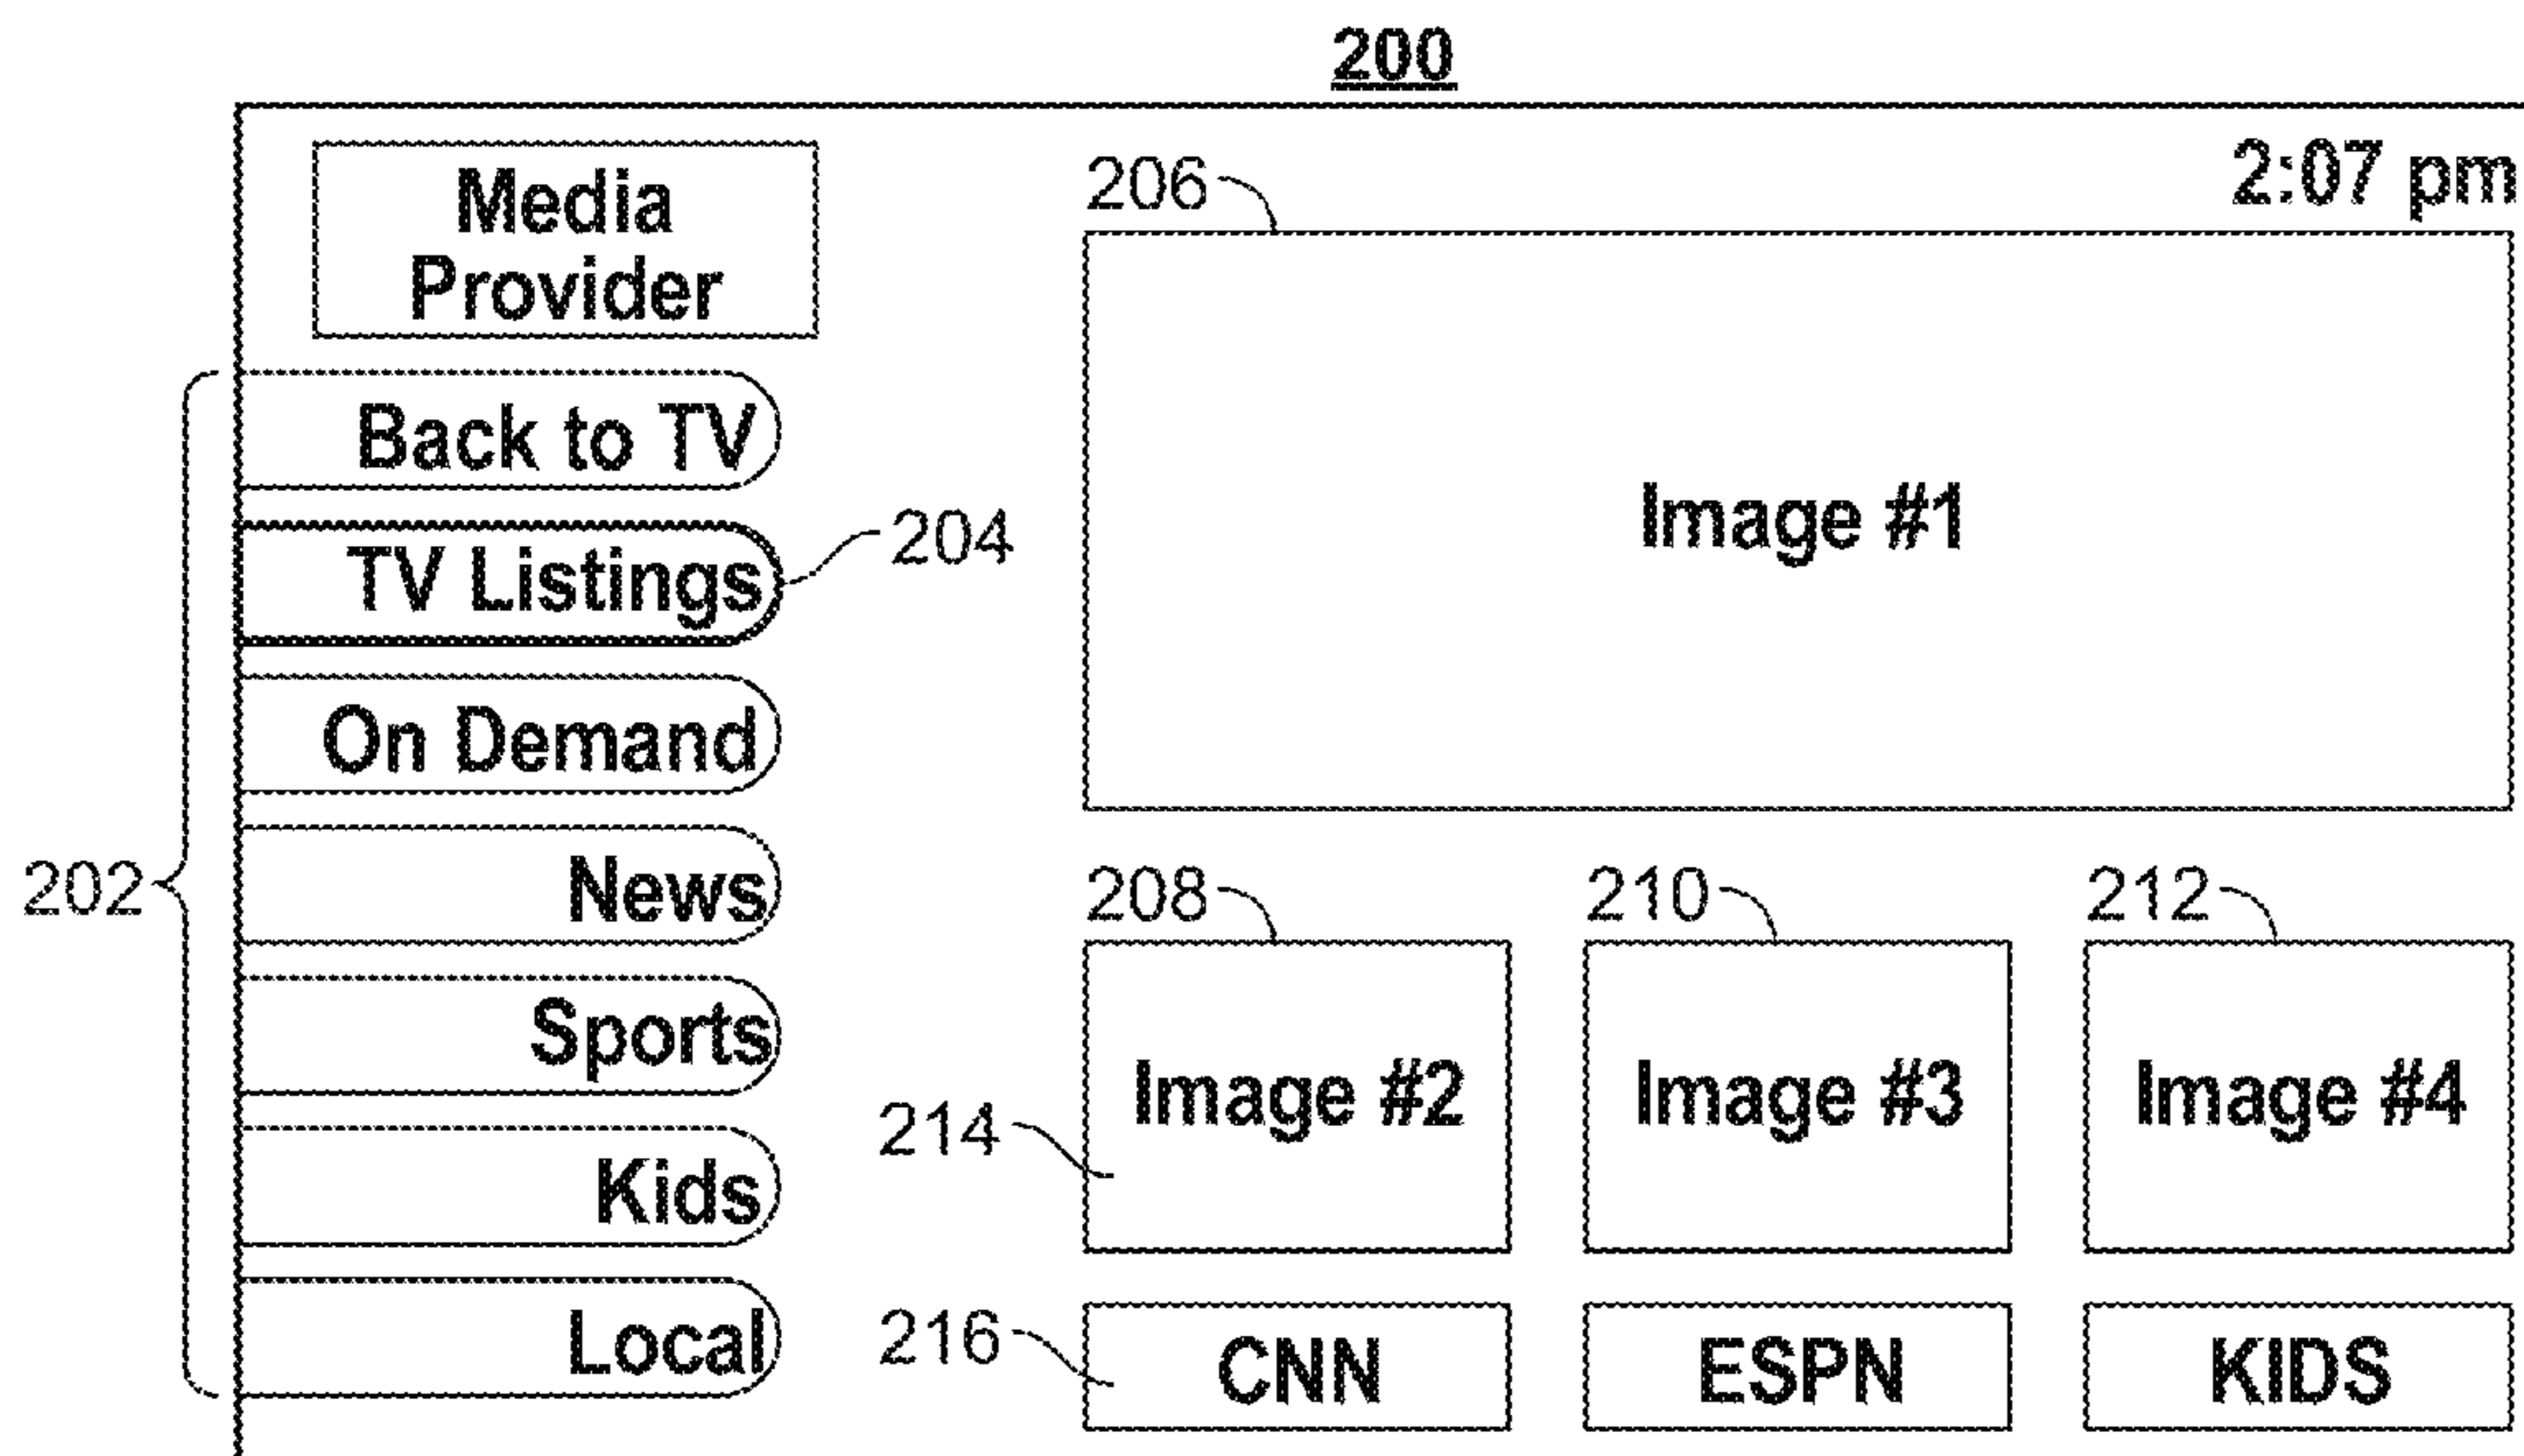 200
Media
Provider
2:07 pm
206
Image #1
Back to TV
TV Listings
204
On Demand
News
Sports
Kids
Local
202
208
210
212
Image #2
Image #3
Image #4
214
216
CNN
ESPN
KIDS